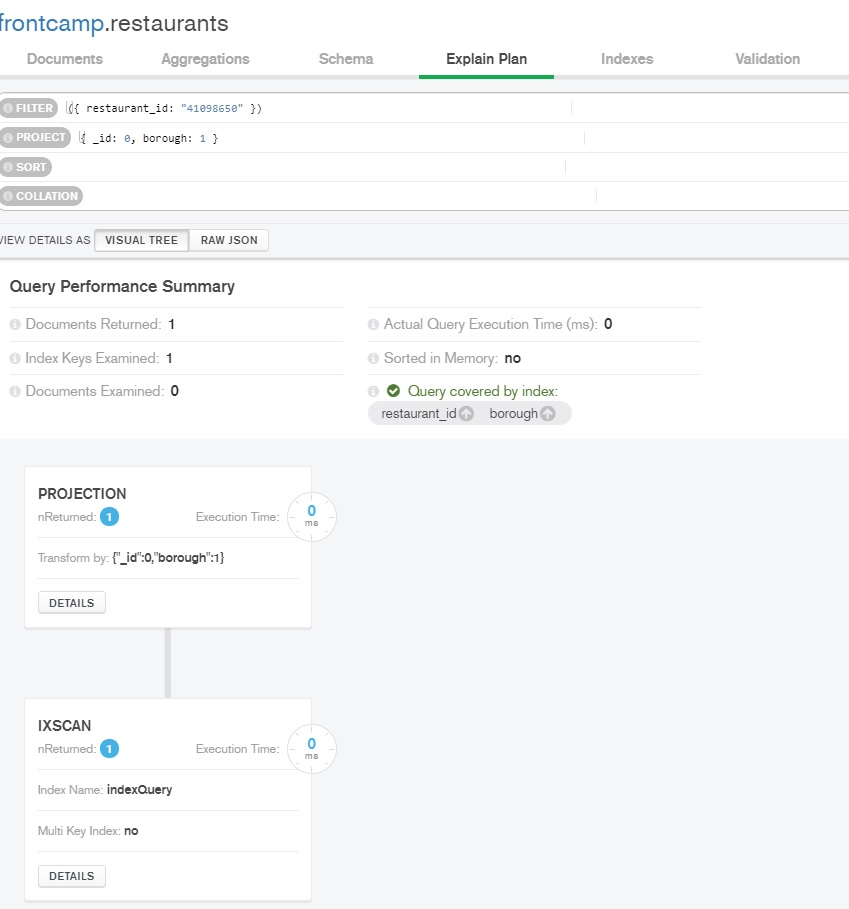 frontcamp.restaurants
Documents Aggregations Schema Explain Plan Indexes Validation
FILTER ({ restaurant_id: "41098650" })
PROJECT { _id: 0, borough: 1 }
SORT
COLLATION
VIEW DETAILS AS VISUAL TREE RAW JSON
Query Performance Summary
Documents Returned: 1 Actual Query Execution Time (ms): 0
Index Keys Examined: 1 Sorted in Memory: no
Documents Examined: 0 Query covered by index:
restaurant_id borough
PROJECTION
nReturned: 1 Execution Time: 0 ms
Transform by: {"_id":0,"borough":1}
DETAILS
IXSCAN
nReturned: 1 Execution Time: 0 ms
Index Name: indexQuery
Multi Key Index: no
DETAILS